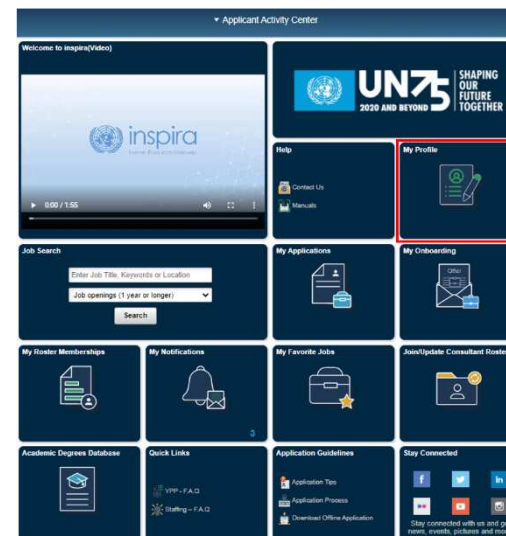 Applicant Activity Center
Welcome to inspira(Video)
inspira
0:00 / 1:55
UN75
2020 AND BEYOND
SHAPING
OUR
FUTURE
TOGETHER
Help
Contact Us
Manuals
My Profile
Job Search
Enter Job Title, Keywords or Location
Job openings (1 year or longer)
Search
My Applications
My Onboarding
Offer
My Roster Memberships
My Notifications
3
My Favorite Jobs
Join/Update Consultant Roster
Academic Degrees Database
Quick Links
YPP - F.A.Q
Staffing – F.A.Q
Application Guidelines
Application Tips
Application Process
Download Offline Application
Stay Connected
f
in
Stay connected with us and
news, events, pictures and